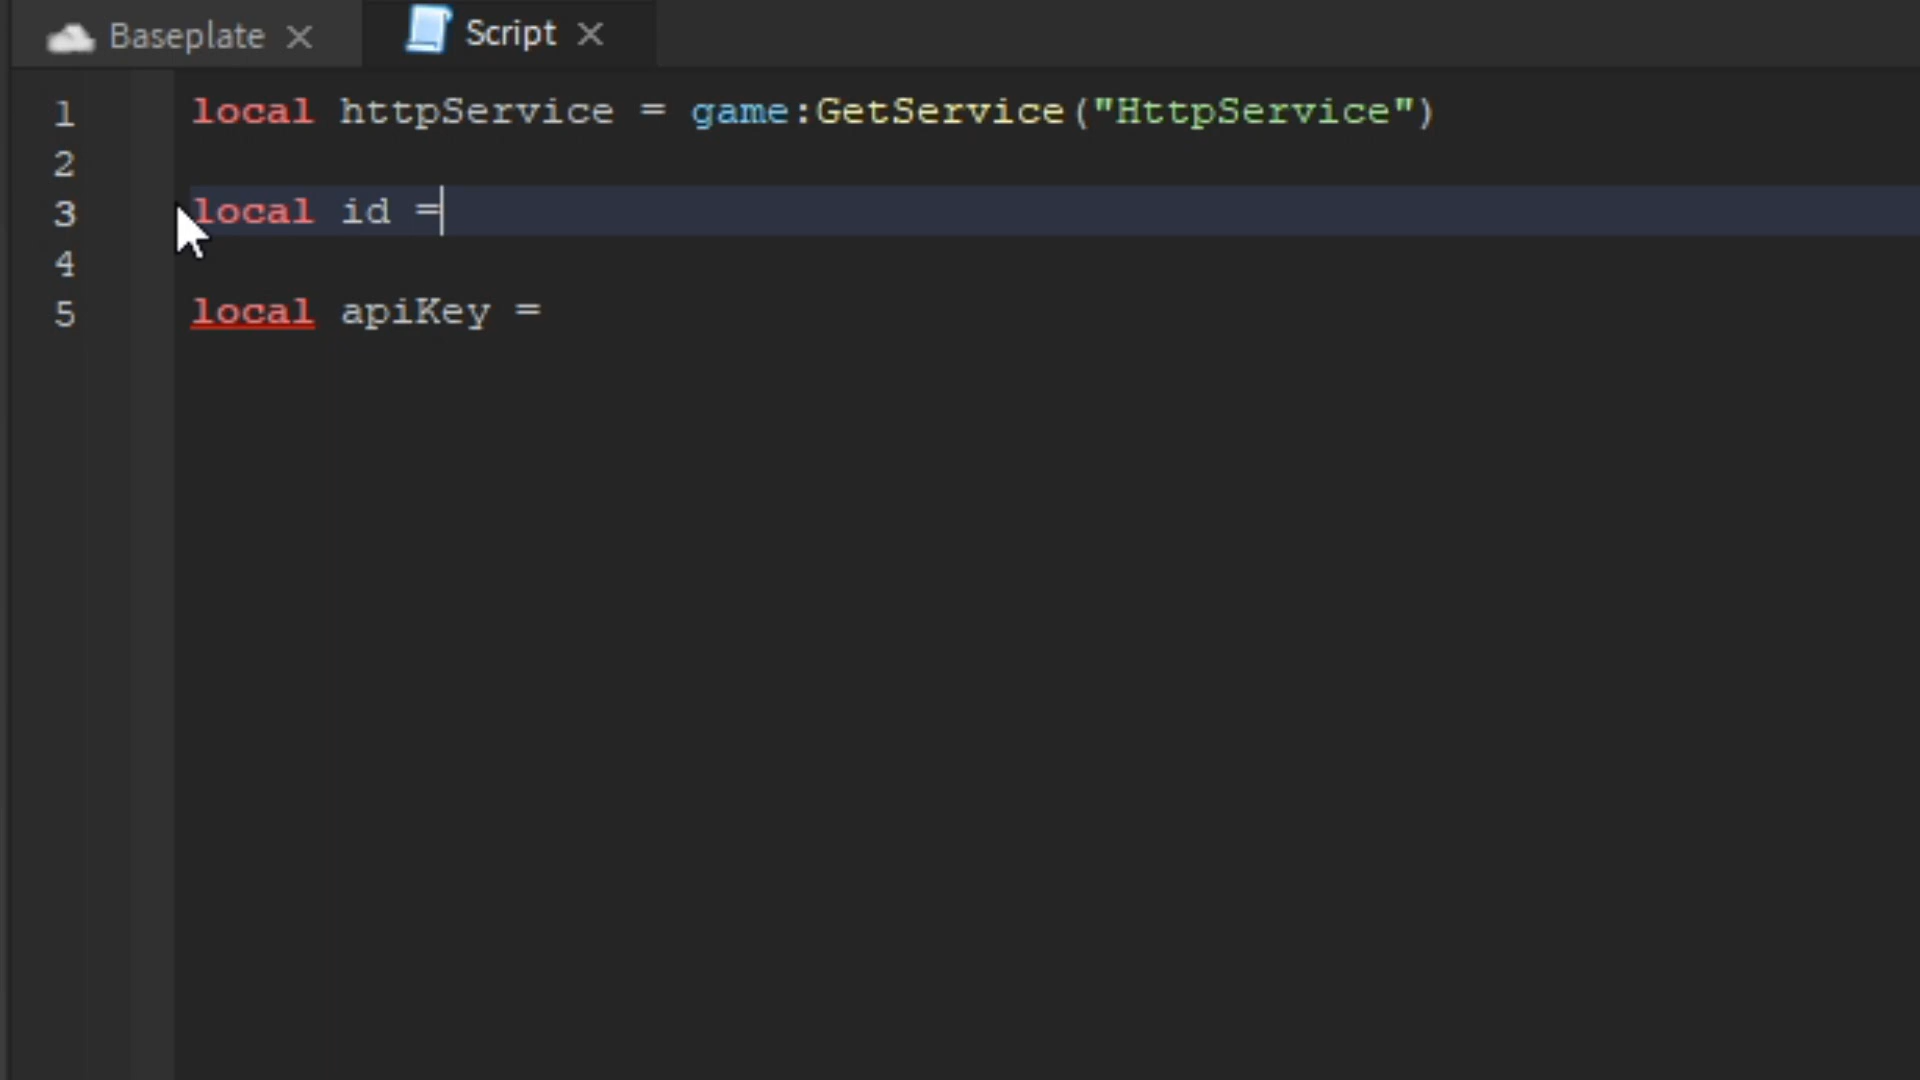 Baseplate
Script
1 local httpService = game:GetService("HttpService")
2
3 local id =
4
5 local apiKey =